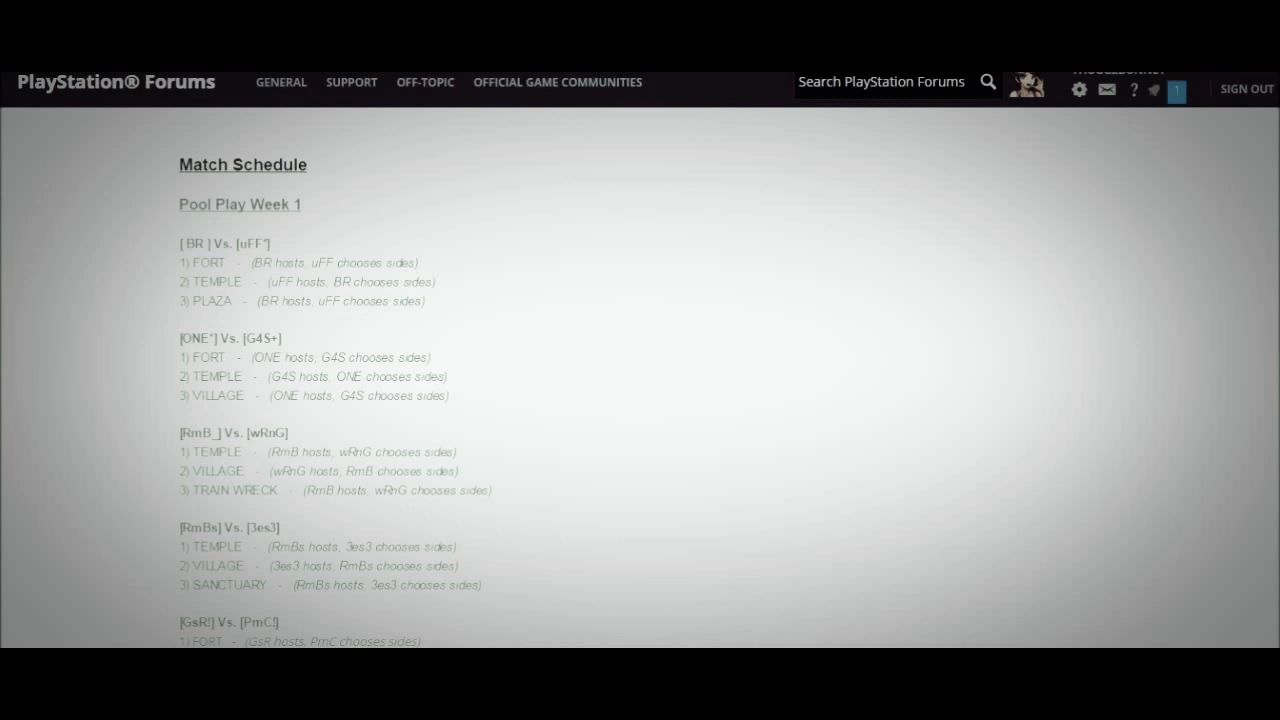 PlayStation® Forums
GENERAL SUPPORT OFF-TOPIC OFFICIAL GAME COMMUNITIES
Search PlayStation Forums
? 1 SIGN OUT
Match Schedule
Pool Play Week 1
[ BR ] Vs. [uFF*]
1) FORT - (BR hosts, uFF chooses sides)
2) TEMPLE - (uFF hosts, BR chooses sides)
3) PLAZA - (BR hosts, uFF chooses sides)
[ONE*] Vs. [G4S+]
1) FORT - (ONE hosts, G4S chooses sides)
2) TEMPLE - (G4S hosts, ONE chooses sides)
3) VILLAGE - (ONE hosts, G4S chooses sides)
[RmB_] Vs. [wRnG]
1) TEMPLE - (RmB hosts, wRnG chooses sides)
2) VILLAGE - (wRnG hosts, RmB chooses sides)
3) TRAIN WRECK - (RmB hosts, wRnG chooses sides)
[RmBs] Vs. [3es3]
1) TEMPLE - (RmBs hosts, 3es3 chooses sides)
2) VILLAGE - (3es3 hosts, RmBs chooses sides)
3) SANCTUARY - (RmBs hosts, 3es3 chooses sides)
[GsR!] Vs. [PmC!]
1) FORT - (GsR hosts, PmC chooses sides)